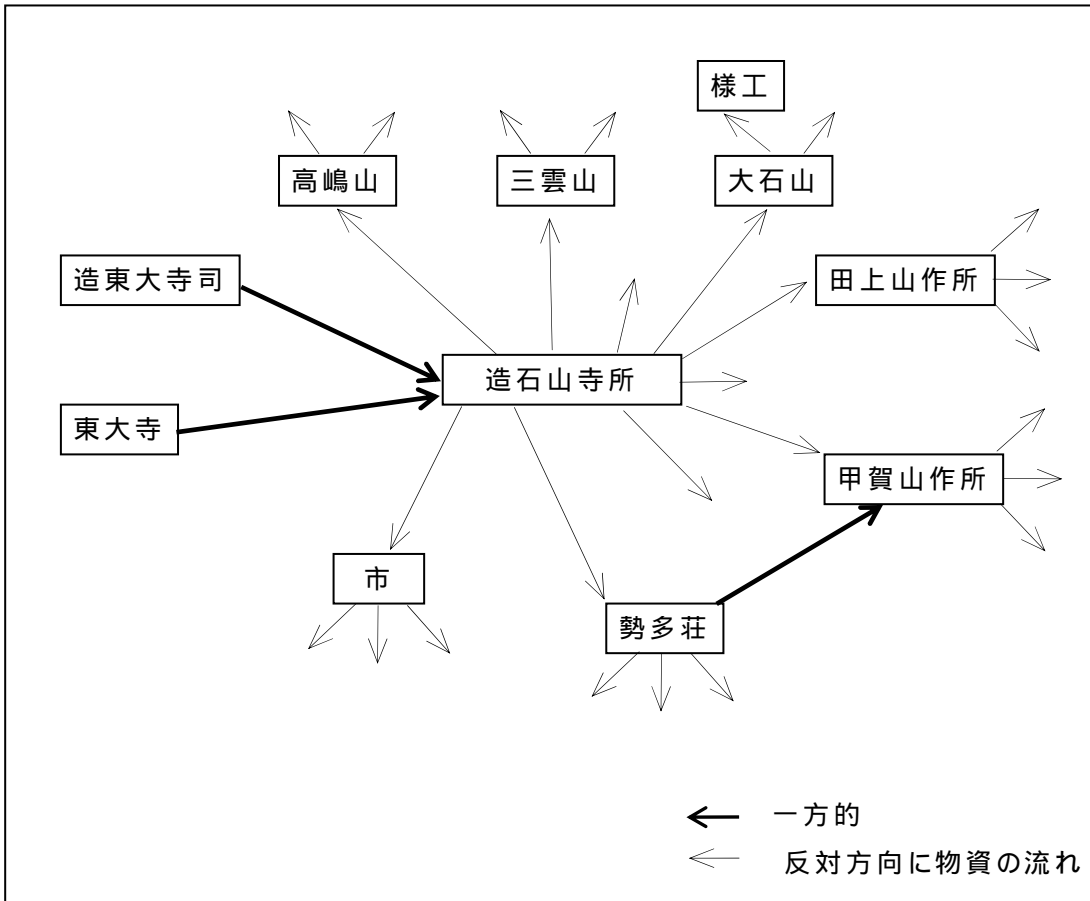 様工
高嶋山
三雲山
大石山
造東大寺司
田上山作所
造石山寺所
東大寺
甲賀山作所
市
勢多荘
一方的
反対方向に物資の流れ